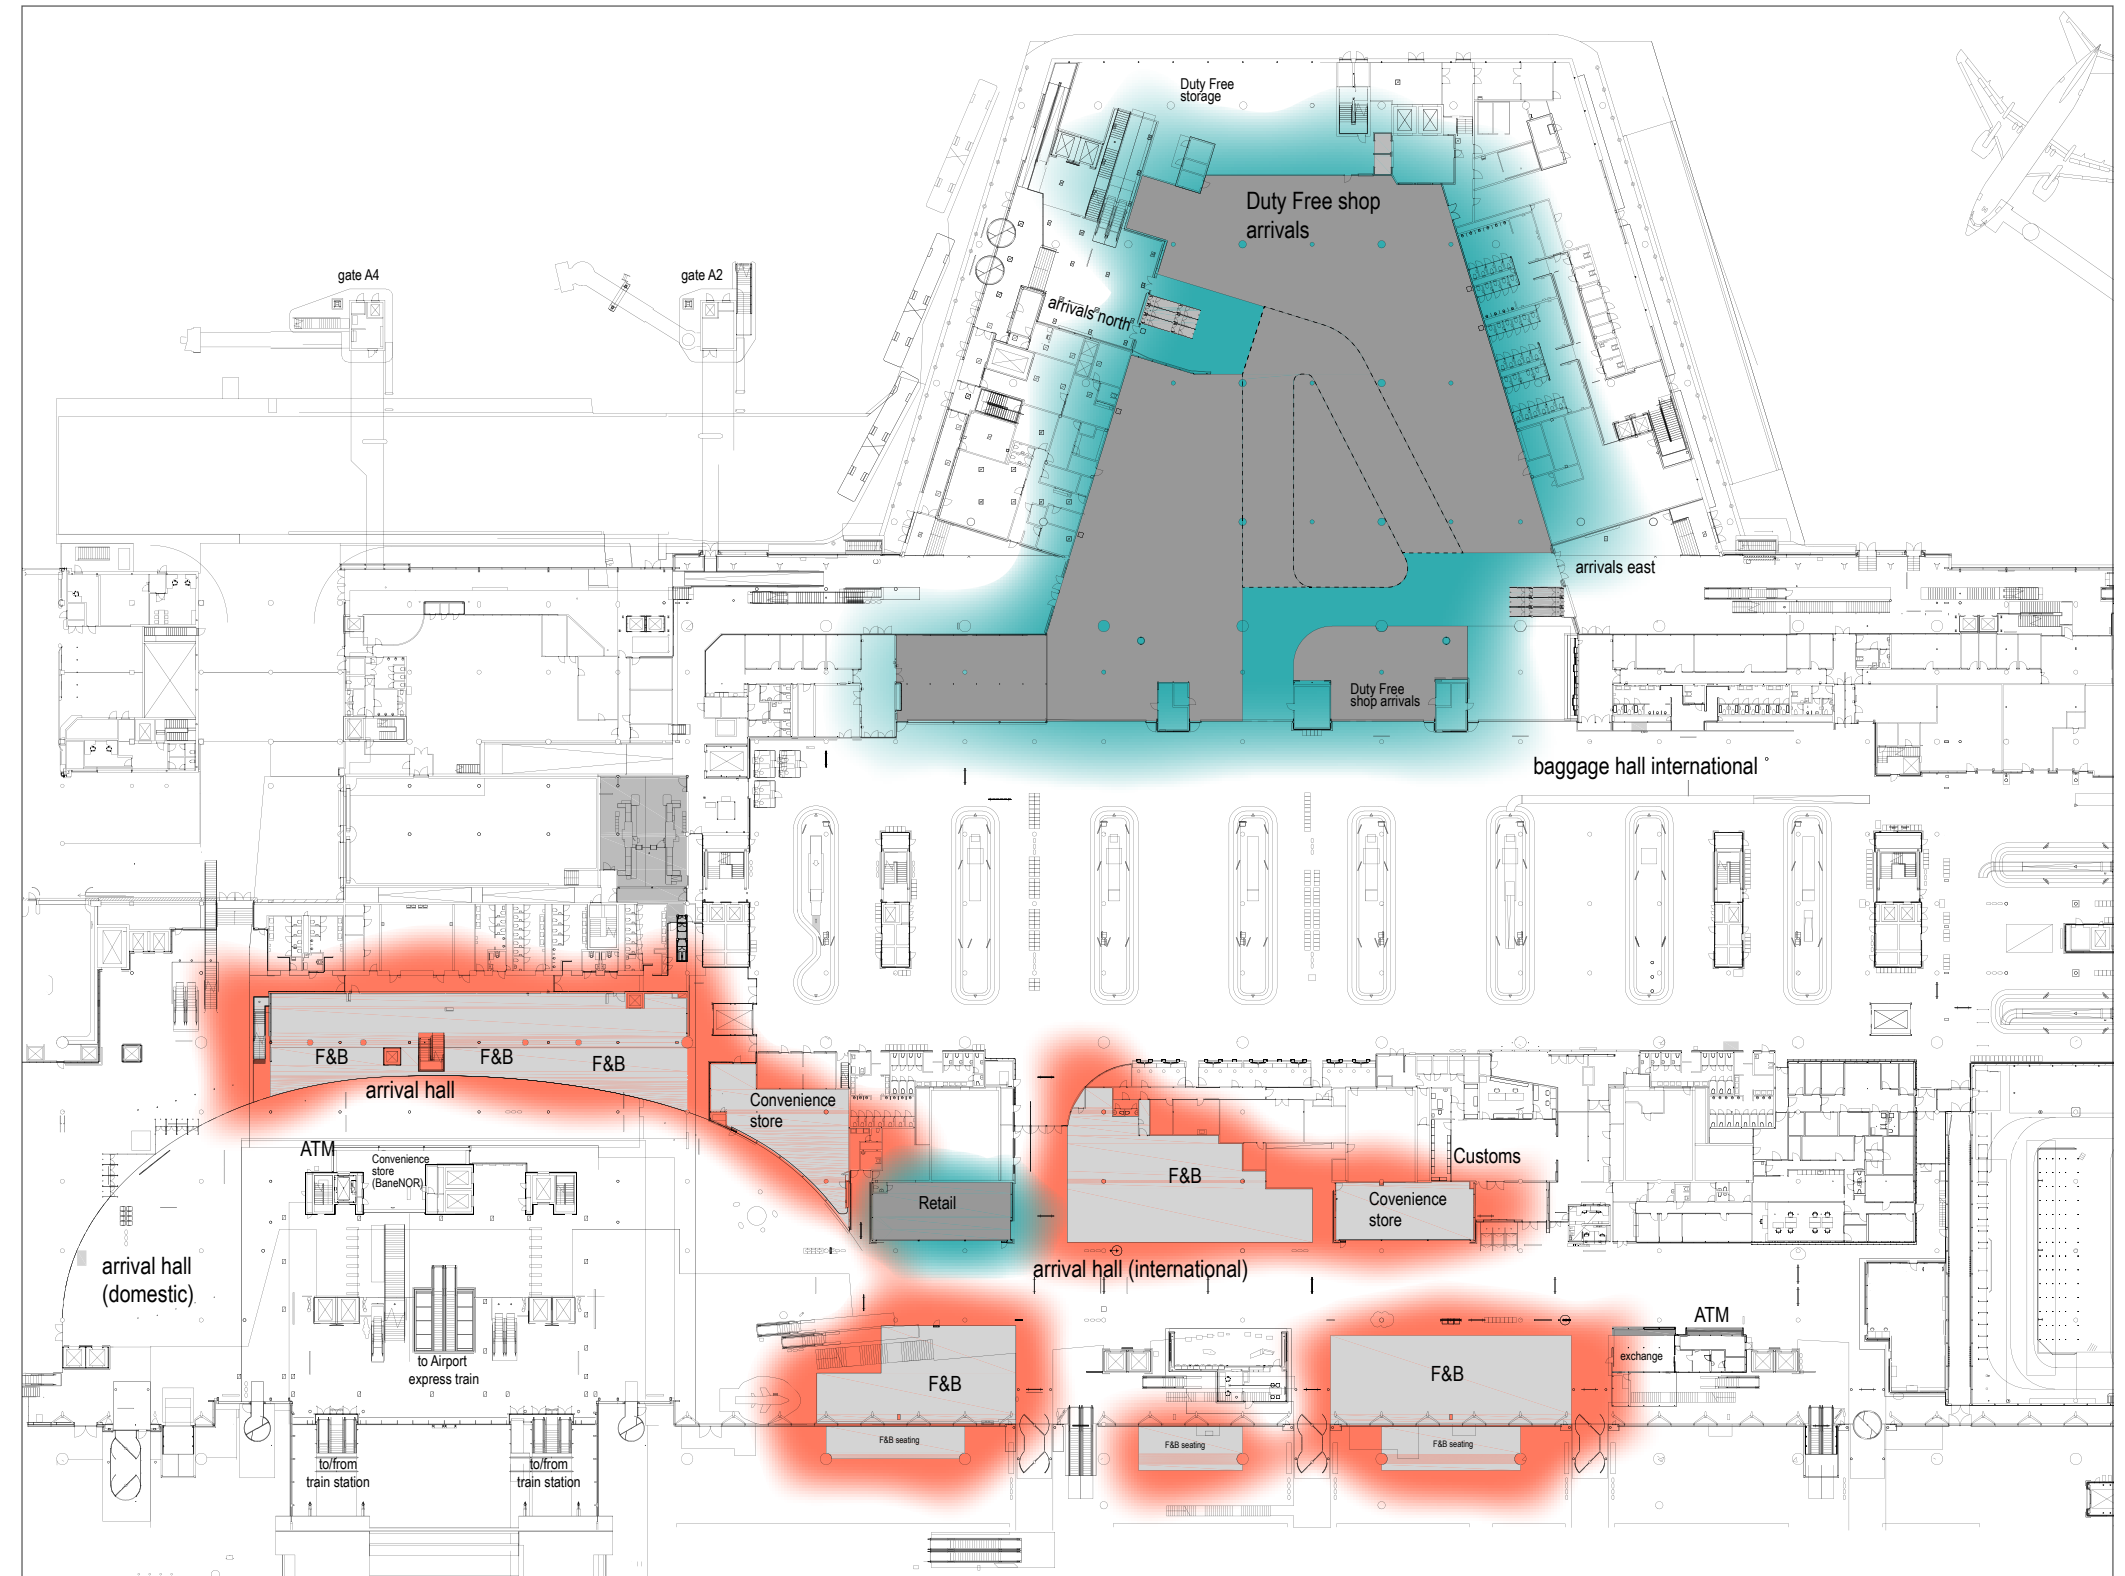 Duty Free
storage
Duty Free shop
arrivals
gate A4
gate A2
arrivals north
arrivals east
Duty Free
shop arrivals
baggage hall international
F&B
F&B
F&B
arrival hall
Convenience
store
ATM
Convenience
store
(BaneNOR)
Retail
F&B
Customs
Covenience
store
arrival hall
(domestic)
arrival hall (international)
ATM
to Airport
express train
F&B
F&B
exchange
F&B seating
F&B seating
F&B seating
to/from
train station
to/from
train station